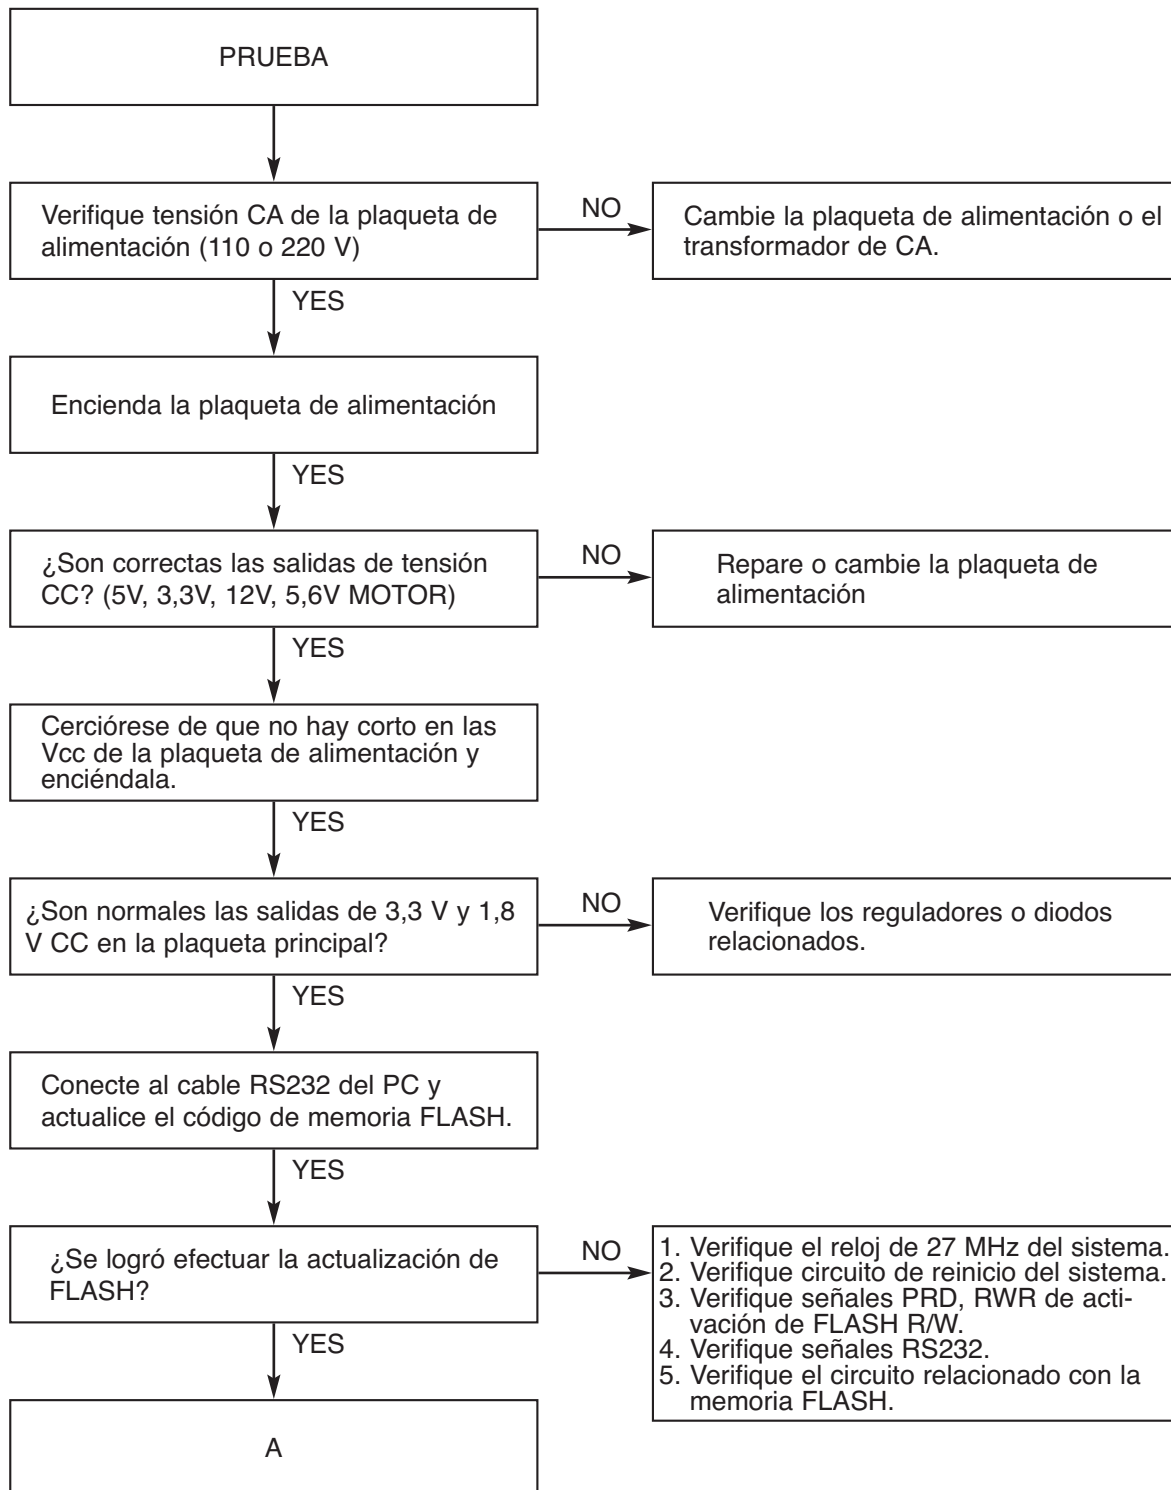 PRUEBA
Verifique tensión CA de la plaqueta de
alimentación (110 o 220 V)
NO
Cambie la plaqueta de alimentación o el
transformador de CA.
YES
Encienda la plaqueta de alimentación
YES
¿Son correctas las salidas de tensión
CC? (5V, 3,3V, 12V, 5,6V MOTOR)
NO
Repare o cambie la plaqueta de
alimentación
YES
Cerciórese de que no hay corto en las
Vcc de la plaqueta de alimentación y
enciéndala.
YES
¿Son normales las salidas de 3,3 V y 1,8
V CC en la plaqueta principal?
NO
Verifique los reguladores o diodos
relacionados.
YES
Conecte al cable RS232 del PC y
actualice el código de memoria FLASH.
YES
¿Se logró efectuar la actualización de
FLASH?
NO
1. Verifique el reloj de 27 MHz del sistema.
2. Verifique circuito de reinicio del sistema.
3. Verifique señales PRD, RWR de acti-
vación de FLASH R/W.
4. Verifique señales RS232.
5. Verifique el circuito relacionado con la
memoria FLASH.
YES
A